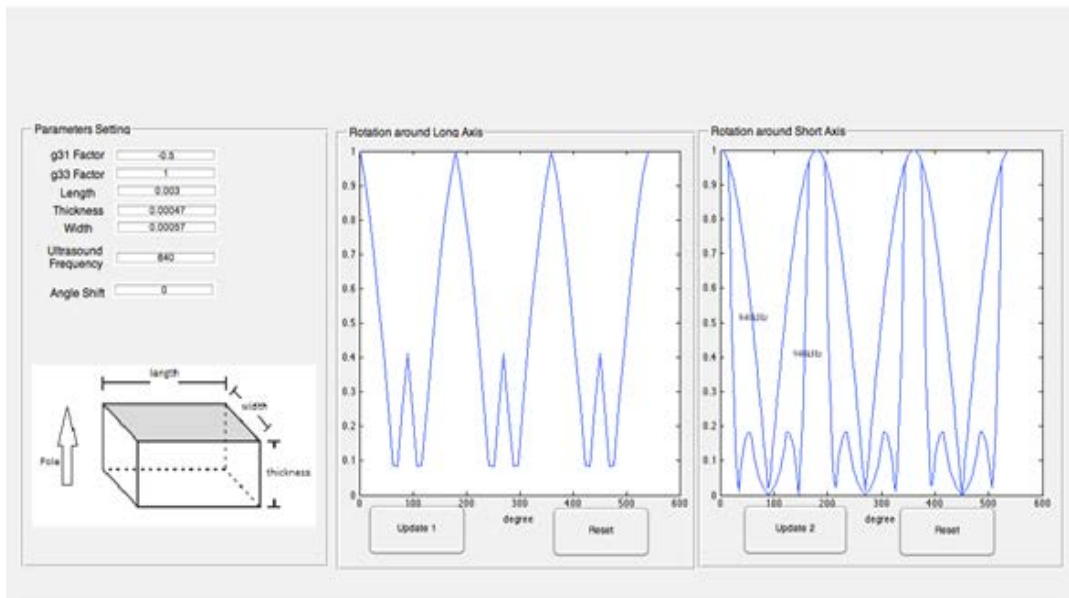 Parameters Setting
g31 Factor -0.5
g33 Factor 1
Length 0.003
Thickness 0.00047
Width 0.00057
Ultrasound
Frequency 640
Angle Shift 0
length
width
Pole
thickness
Rotation around Long Axis
1
0.9
0.8
0.7
0.6
0.5
0.4
0.3
0.2
0.1
0
0 100 200 300 400 500 600
degree
Update 1 Reset
Rotation around Short Axis
1
0.9
0.8
0.7
0.6
0.5
0.4
0.3
0.2
0.1
0
0 100 200 300 400 500 600
degree
Update 2 Reset